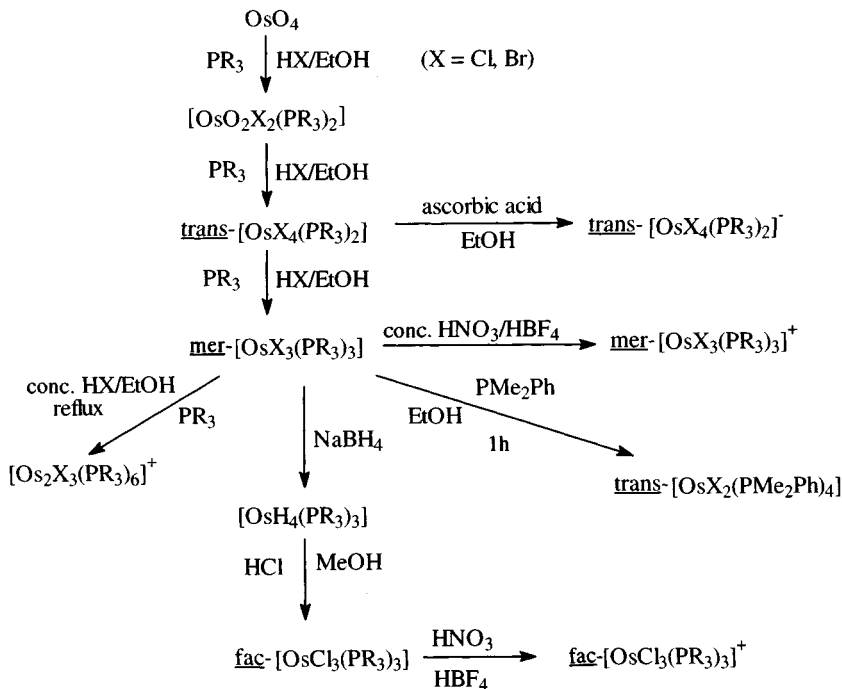 OsO4
PR3 HX/EtOH (X = Cl, Br)
[OsO2X2(PR3)2]
PR3 HX/EtOH
trans-[OsX4(PR3)2] ascorbic acid EtOH trans- [OsX4(PR3)2]-
PR3 HX/EtOH
mer-[OsX3(PR3)3] conc. HNO3/HBF4 mer-[OsX3(PR3)3]+
conc. HX/EtOH
reflux PR3
NaBH4
PMe2Ph
EtOH
1h
[Os2X3(PR3)6]+
trans-[OsX2(PMe2Ph)4]
[OsH4(PR3)3]
HCl MeOH
fac-[OsCl3(PR3)3] HNO3 HBF4 fac-[OsCl3(PR3)3]+